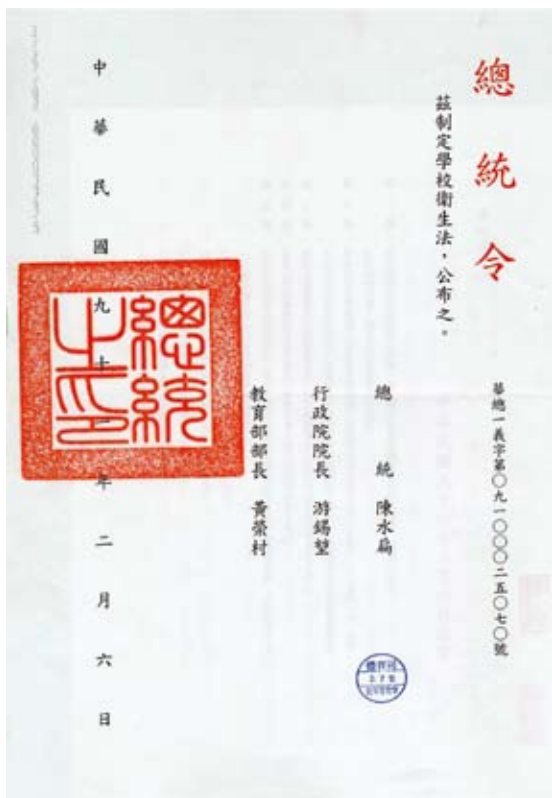 總統令
華總一義字第○九一○○○二五○七○號
茲制定學校衛生法，公布之。
總統 陳水扁
行政院院長 游錫堃
教育部部長 黃榮村
總統之印
中華民國九十一年二月六日